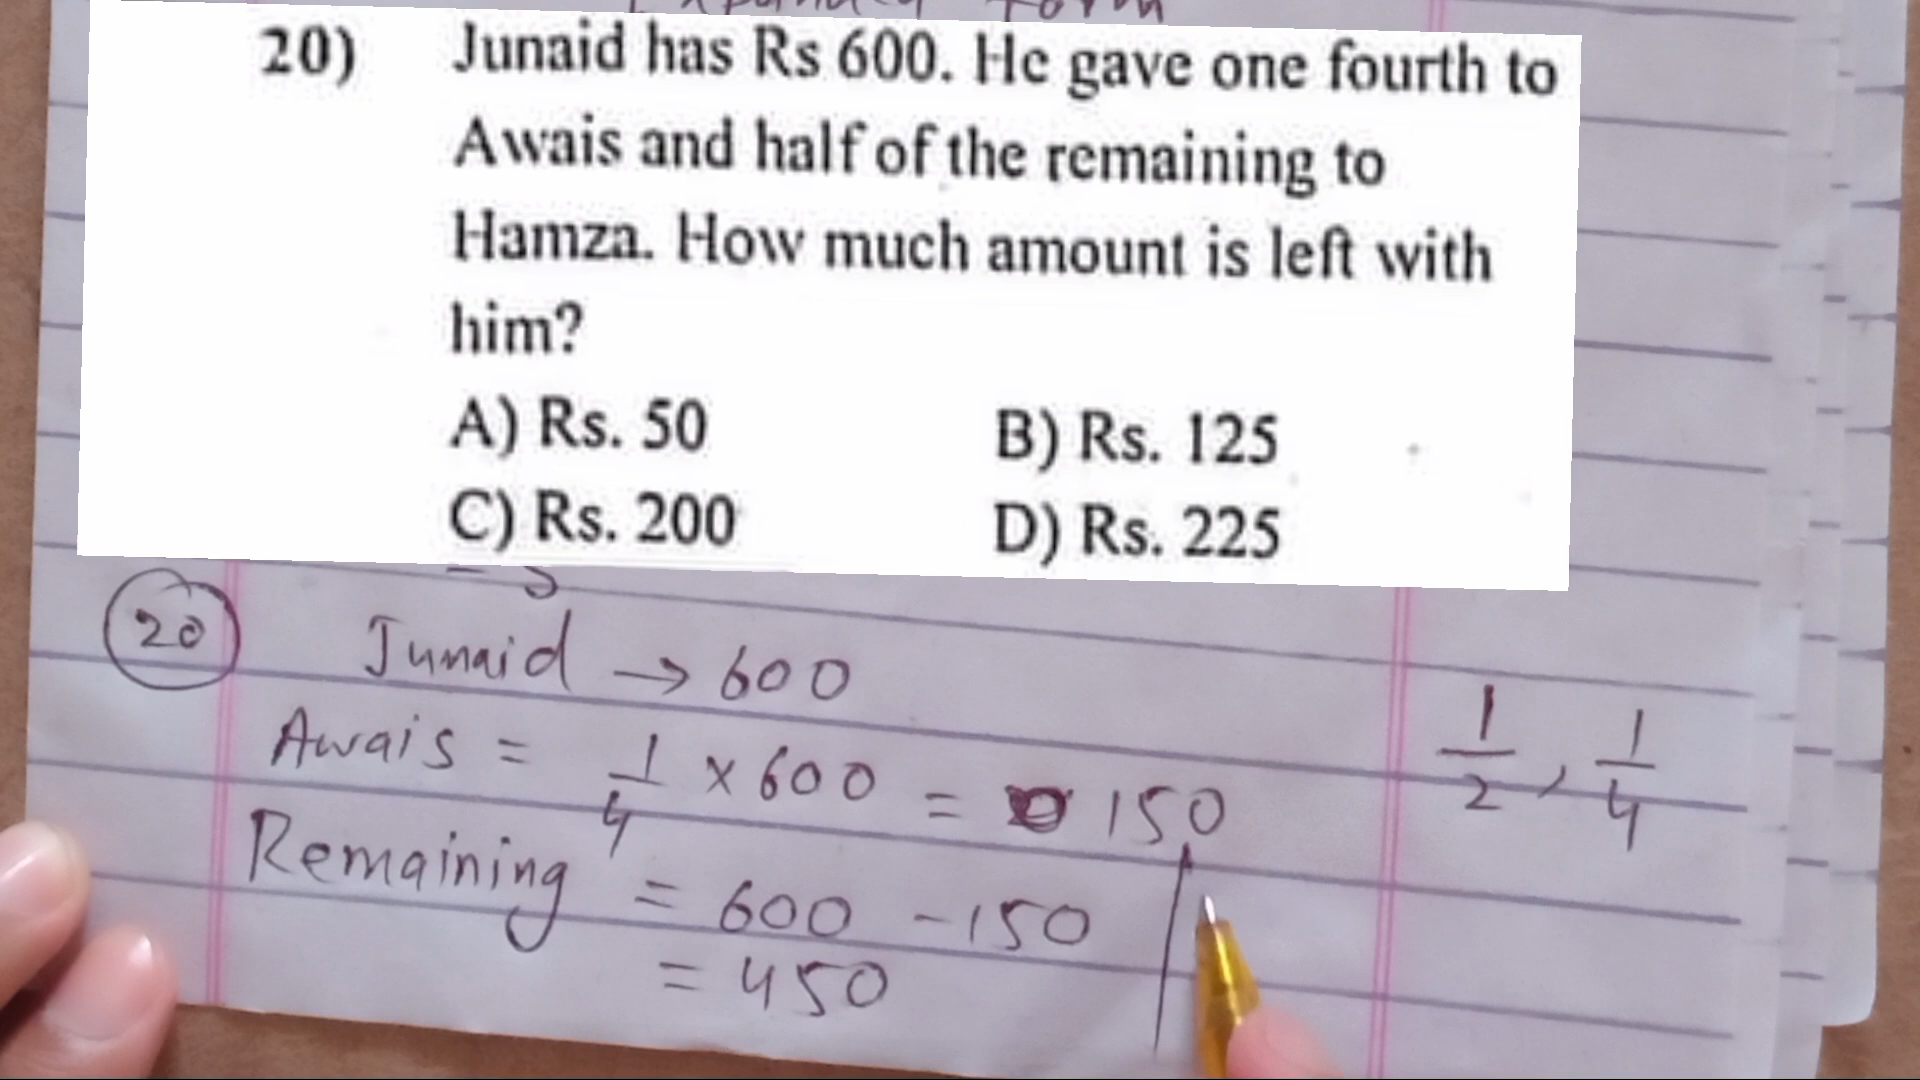 20) Junaid has Rs 600. He gave one fourth to
Awais and half of the remaining to
Hamza. How much amount is left with
him?
A) Rs. 50 B) Rs. 125
C) Rs. 200 D) Rs. 225
20 Junaid → 600
Awais = 1/4 × 600 = 150
1/2, 1/4
Remaining = 600 - 150
= 450